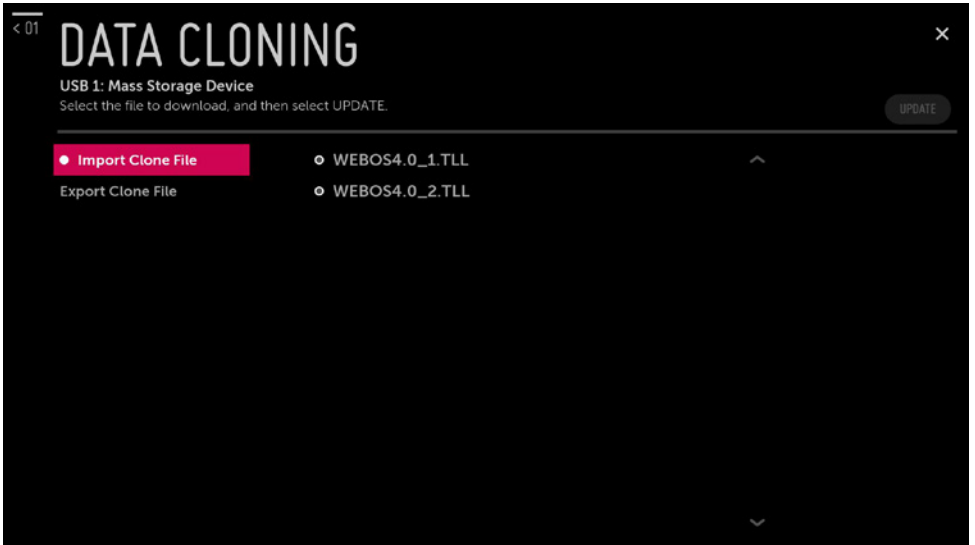 < 01
DATA CLONING
USB 1: Mass Storage Device
Select the file to download, and then select UPDATE.
UPDATE
Import Clone File
WEBOS4.0_1.TLL
Export Clone File
WEBOS4.0_2.TLL